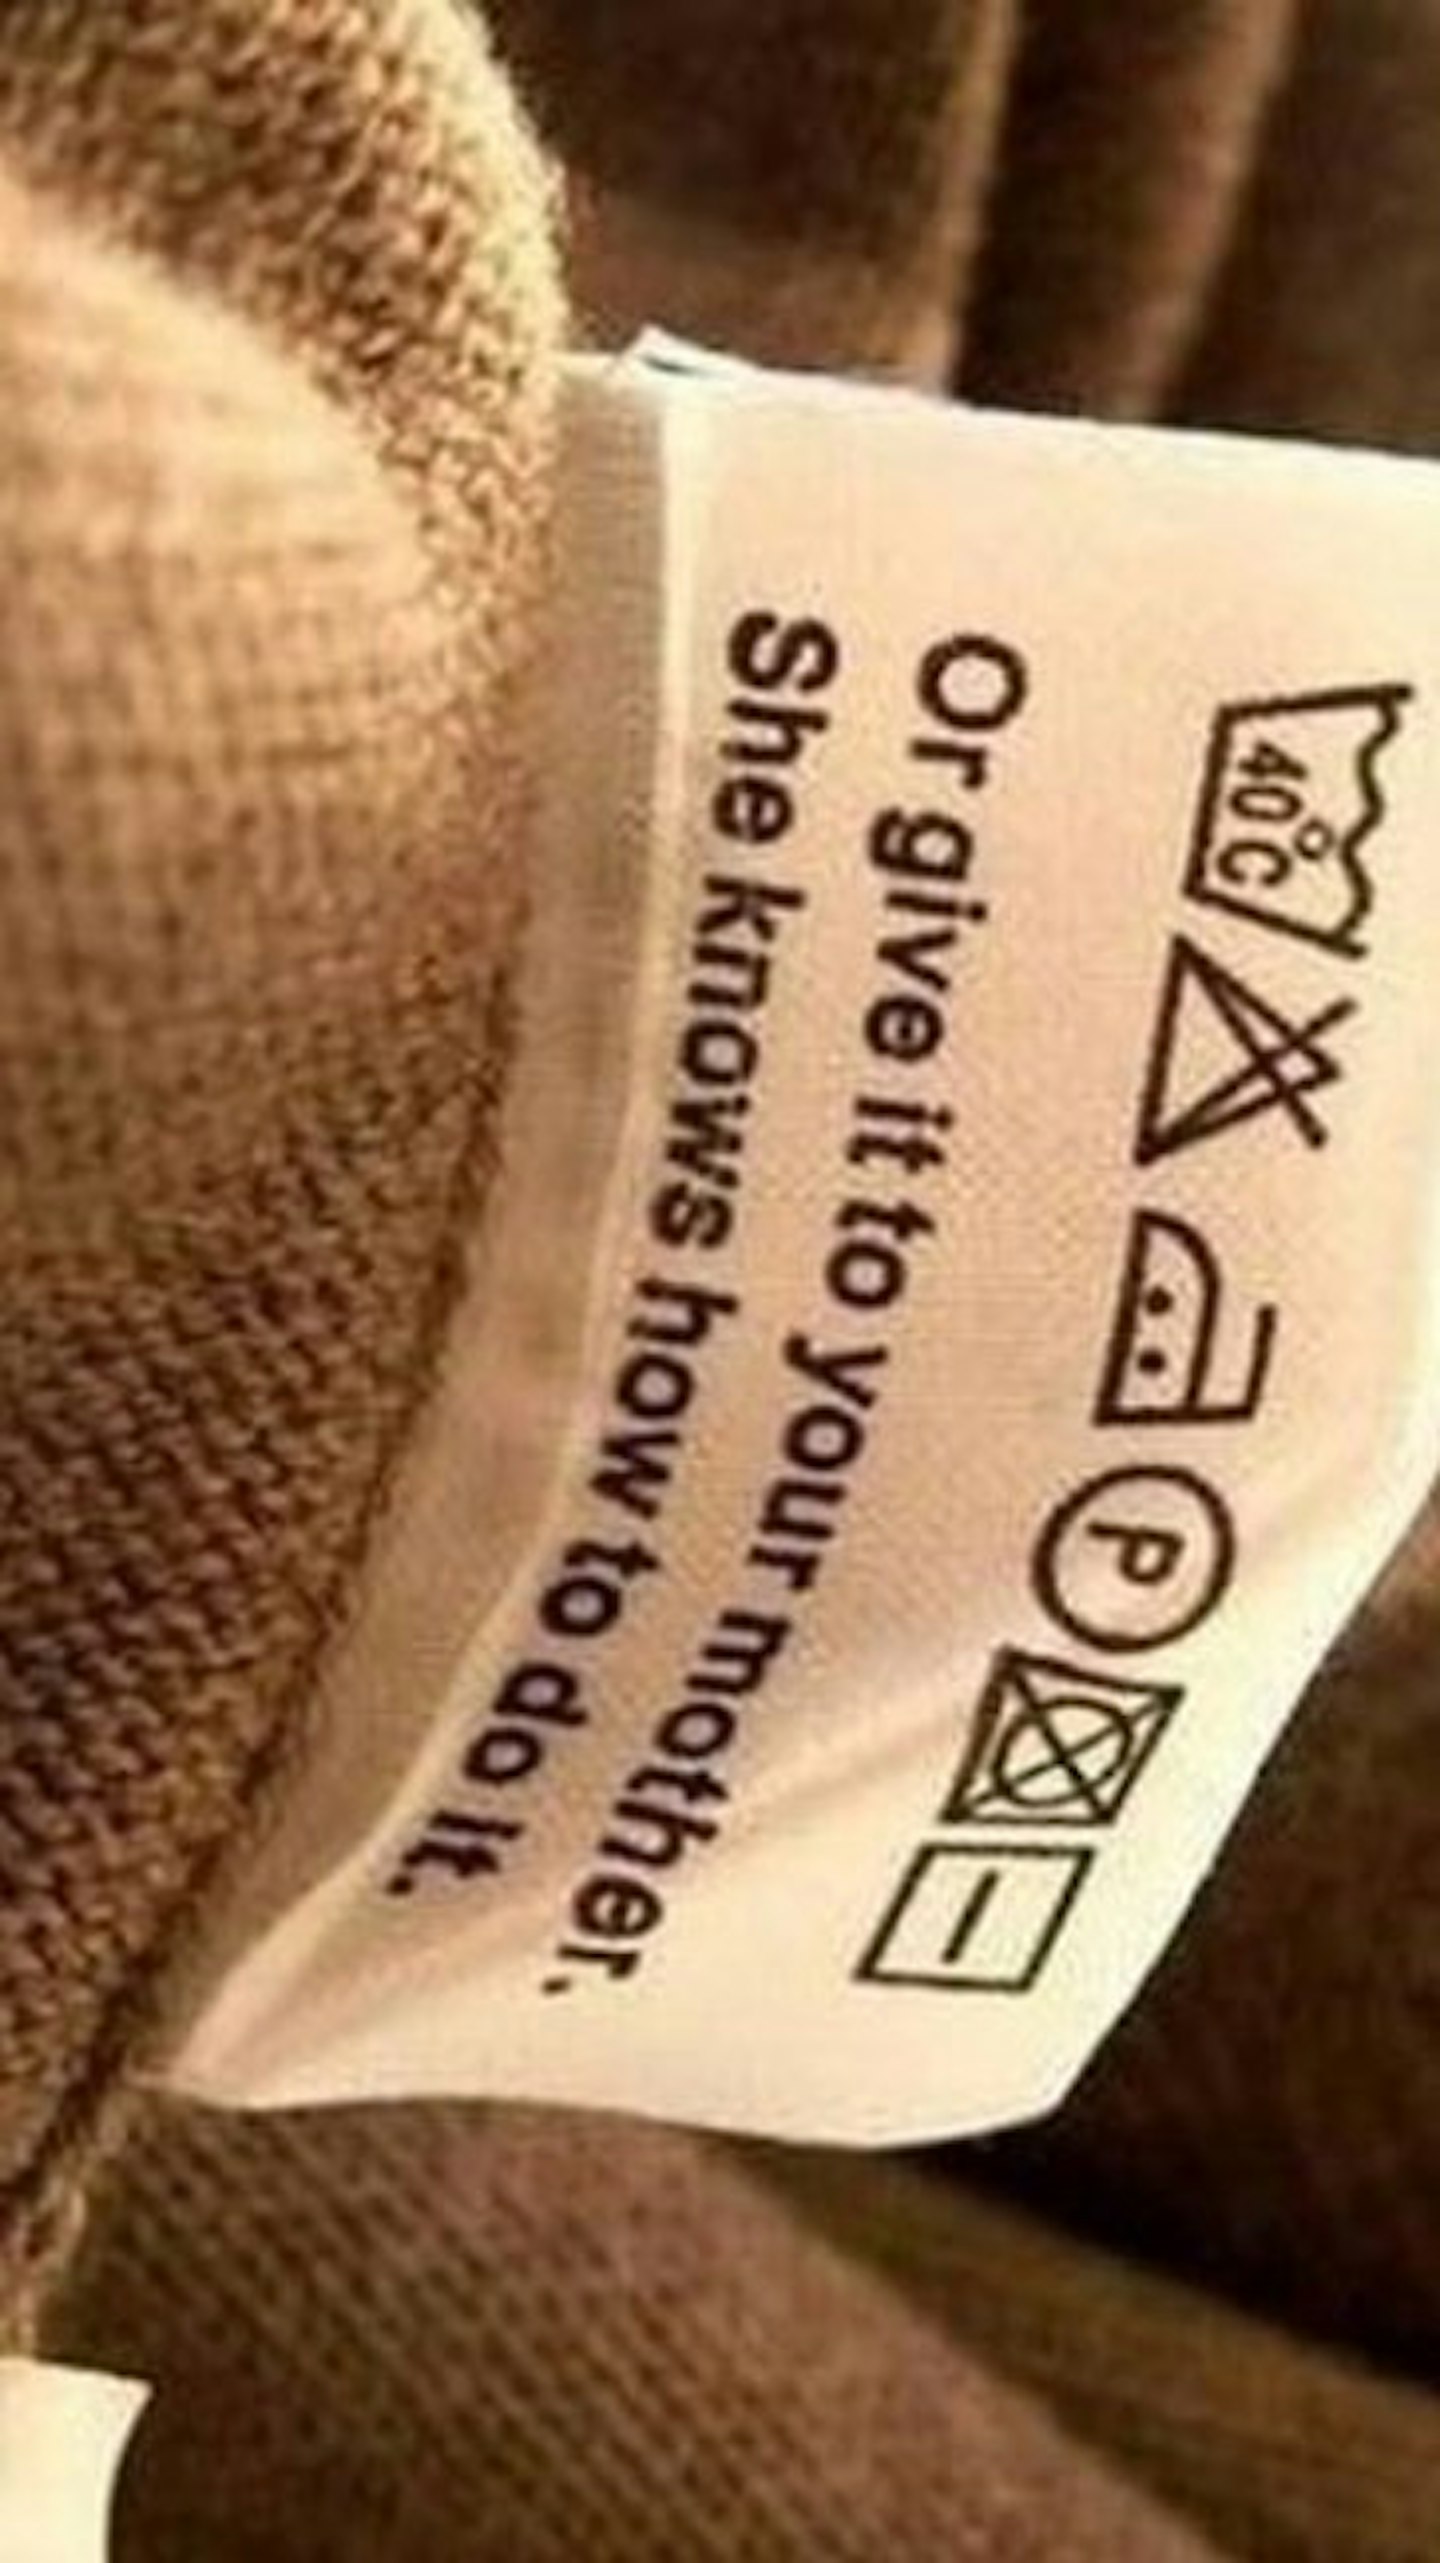 40°C P
Or give it to your mother.
She knows how to do it.